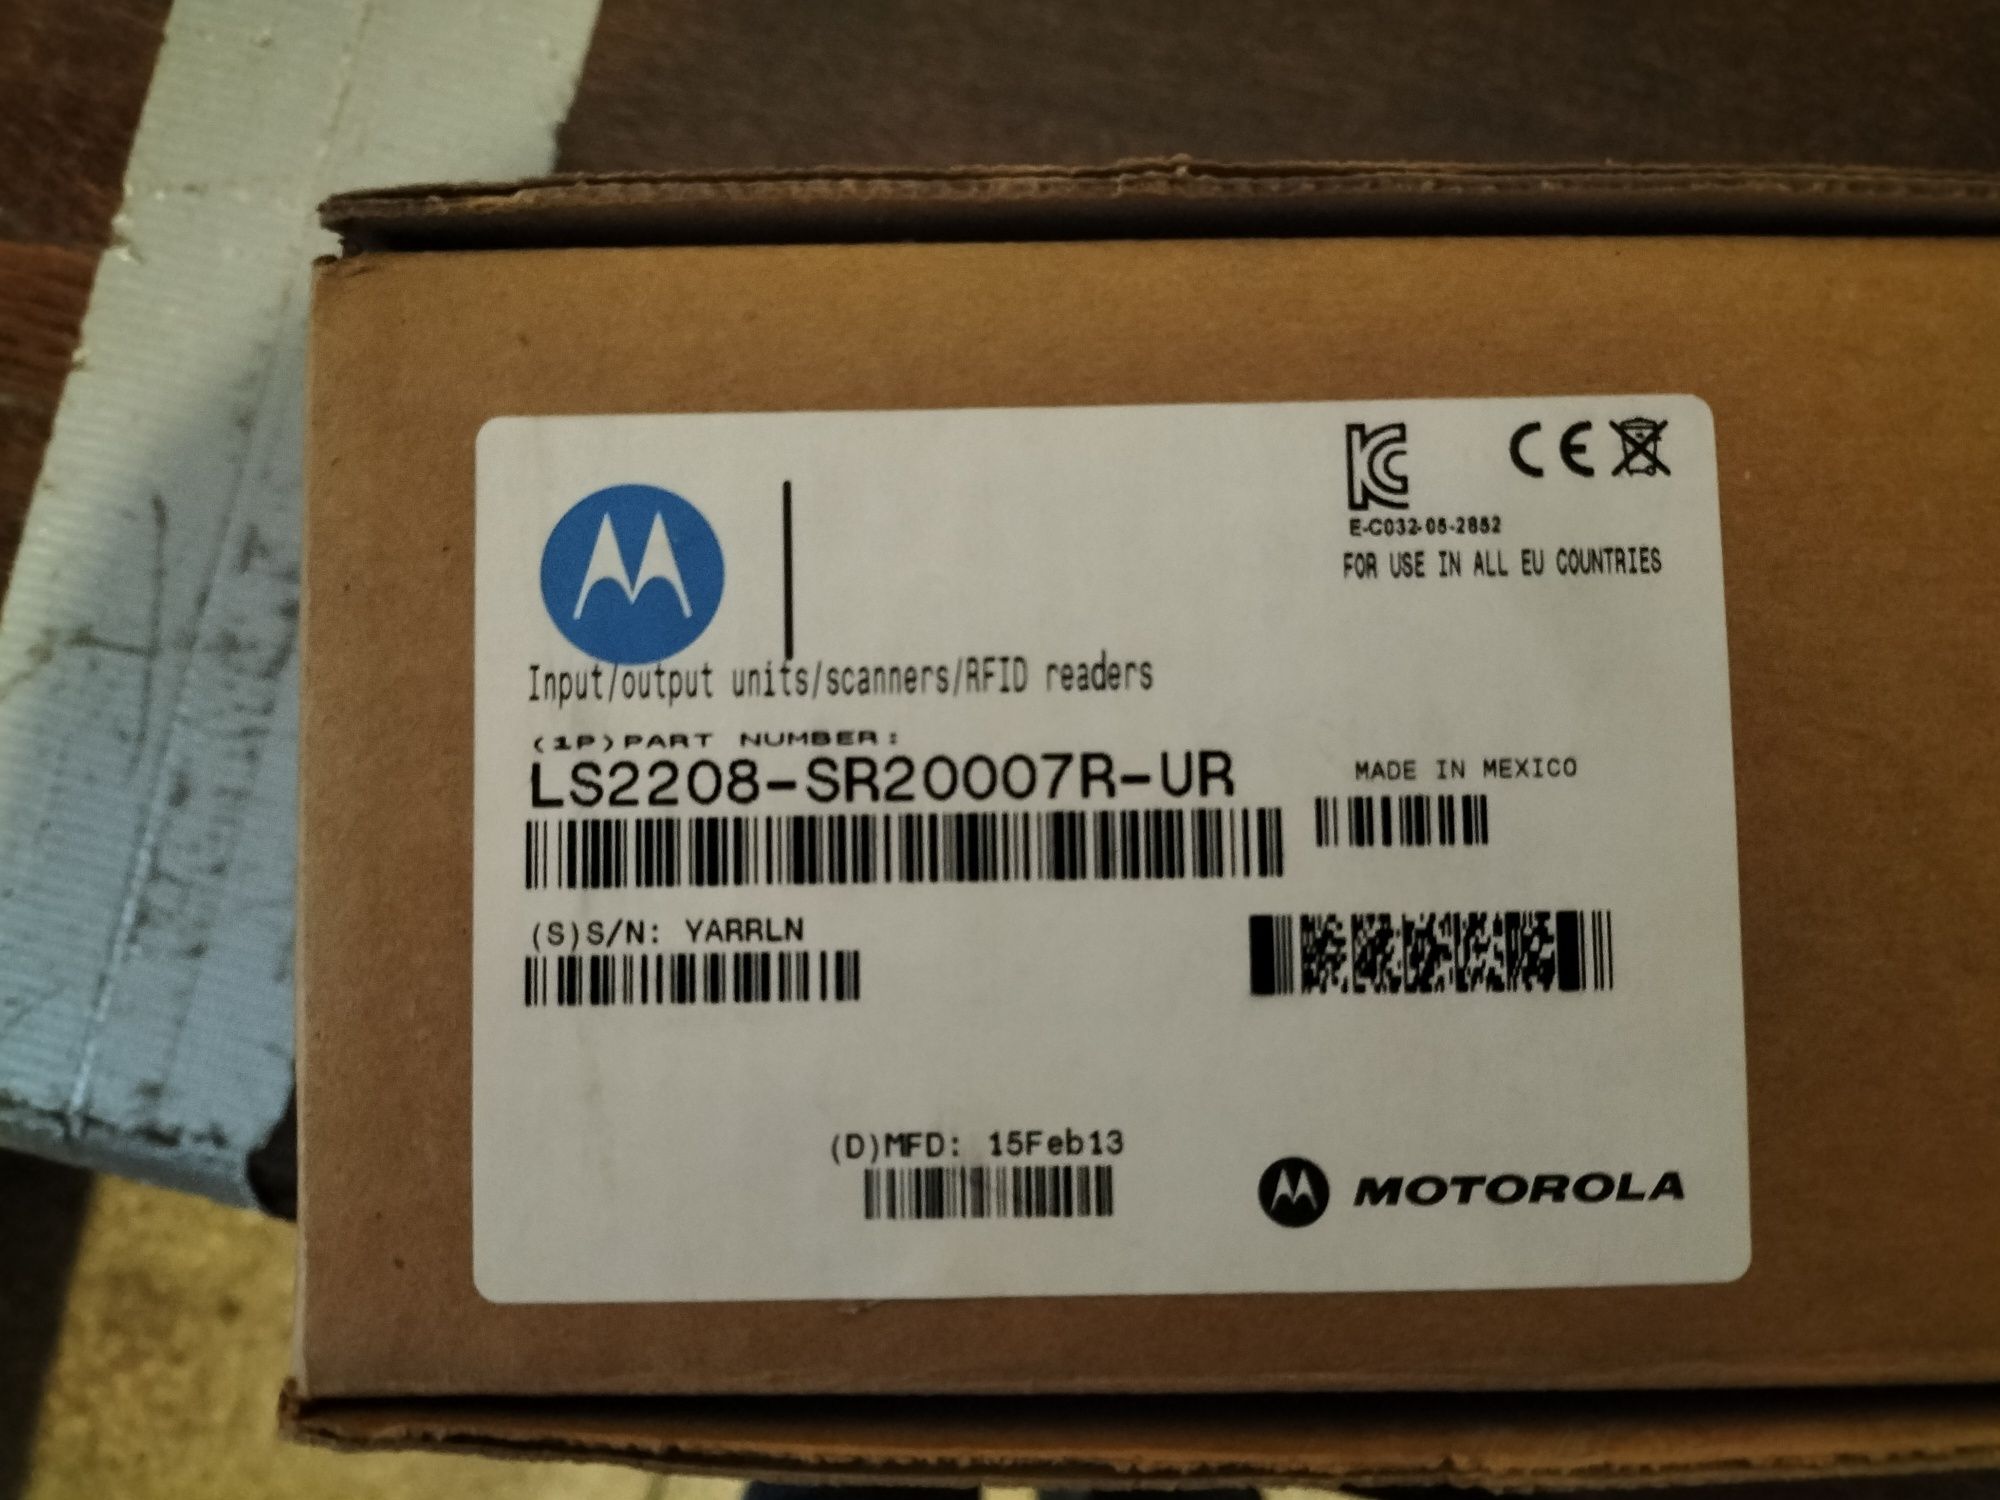 E-C032-05-2852
FOR USE IN ALL EU COUNTRIES
Input/output units/scanners/RFID readers
(1P)PART NUMBER:
LS2208-SR20007R-UR
MADE IN MEXICO
(S)S/N: YARRLN
(D)MFD: 15Feb13
MOTOROLA